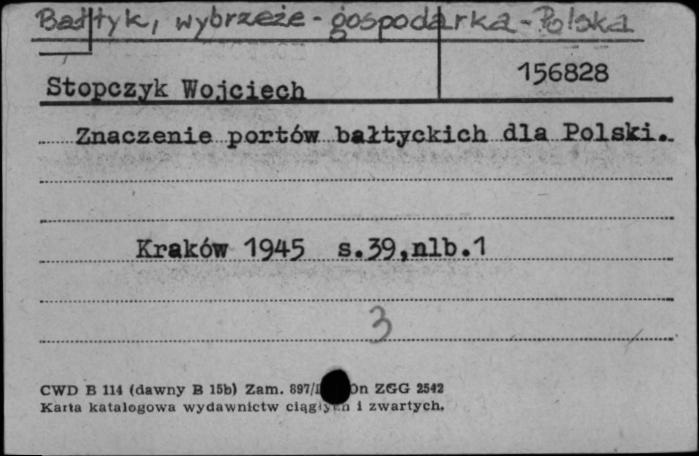 Bałtyk, wybrzeże - gospodarka - Polska
156828
Stopczyk Wojciech
Znaczenie portów bałtyckich dla Polski.
Kraków 1945 s.39,nlb.1
3
CWD B 114 (dawny B 15b) Zam. 897/ ZGG 2542
Karta katalogowa wydawnictw ciągłych i zwartych.